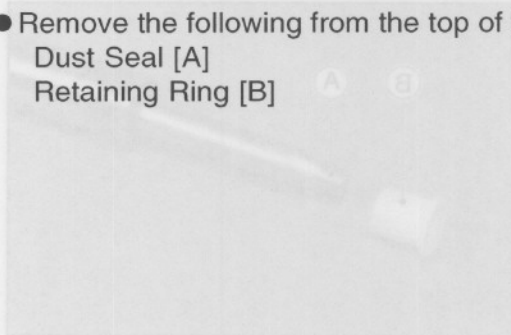 ● Remove the following from the top of
Dust Seal [A]
Retaining Ring [B]
A B